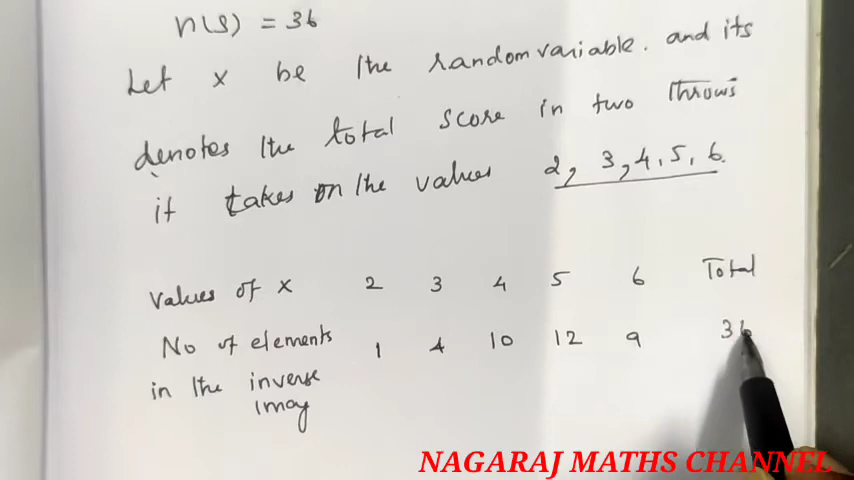 n(S) = 36
Let x be the random variable. and its
denotes the total score in two throws
it takes on the values 2, 3, 4, 5, 6.
Values of x 2 3 4 5 6 Total
No of elements 1 4 10 12 9 36
in the inverse
imag
NAGARAJ MATHS CHANNEL